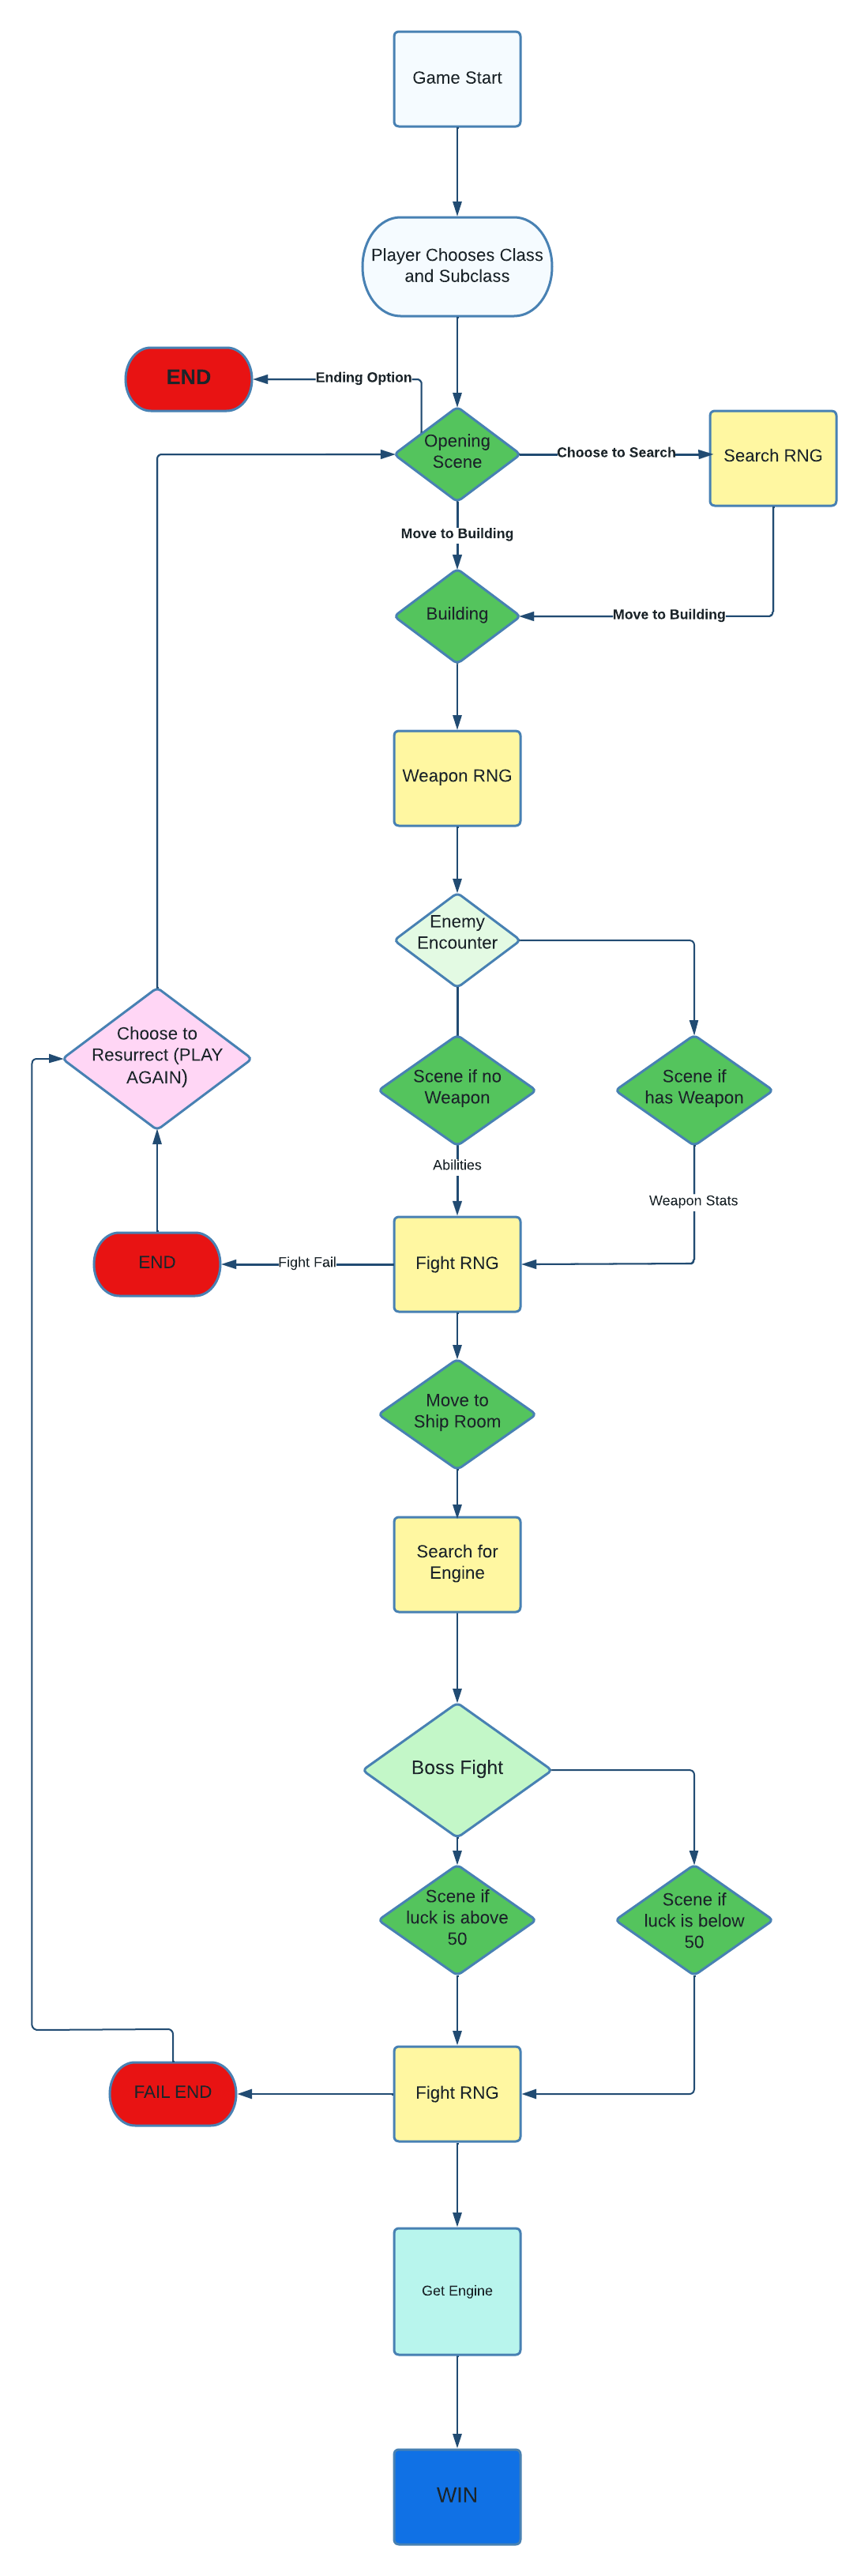 Game Start
Player Chooses Class
and Subclass
END
Ending Option
Opening
Scene
Choose to Search
Search RNG
Move to Building
Building
Move to Building
Weapon RNG
Enemy
Encounter
Choose to
Resurrect (PLAY
AGAIN)
Scene if no
Weapon
Scene if
has Weapon
Abilities
Weapon Stats
END
Fight Fail
Fight RNG
Move to
Ship Room
Search for
Engine
Boss Fight
Scene if
luck is above
50
Scene if
luck is below
50
FAIL END
Fight RNG
Get Engine
WIN